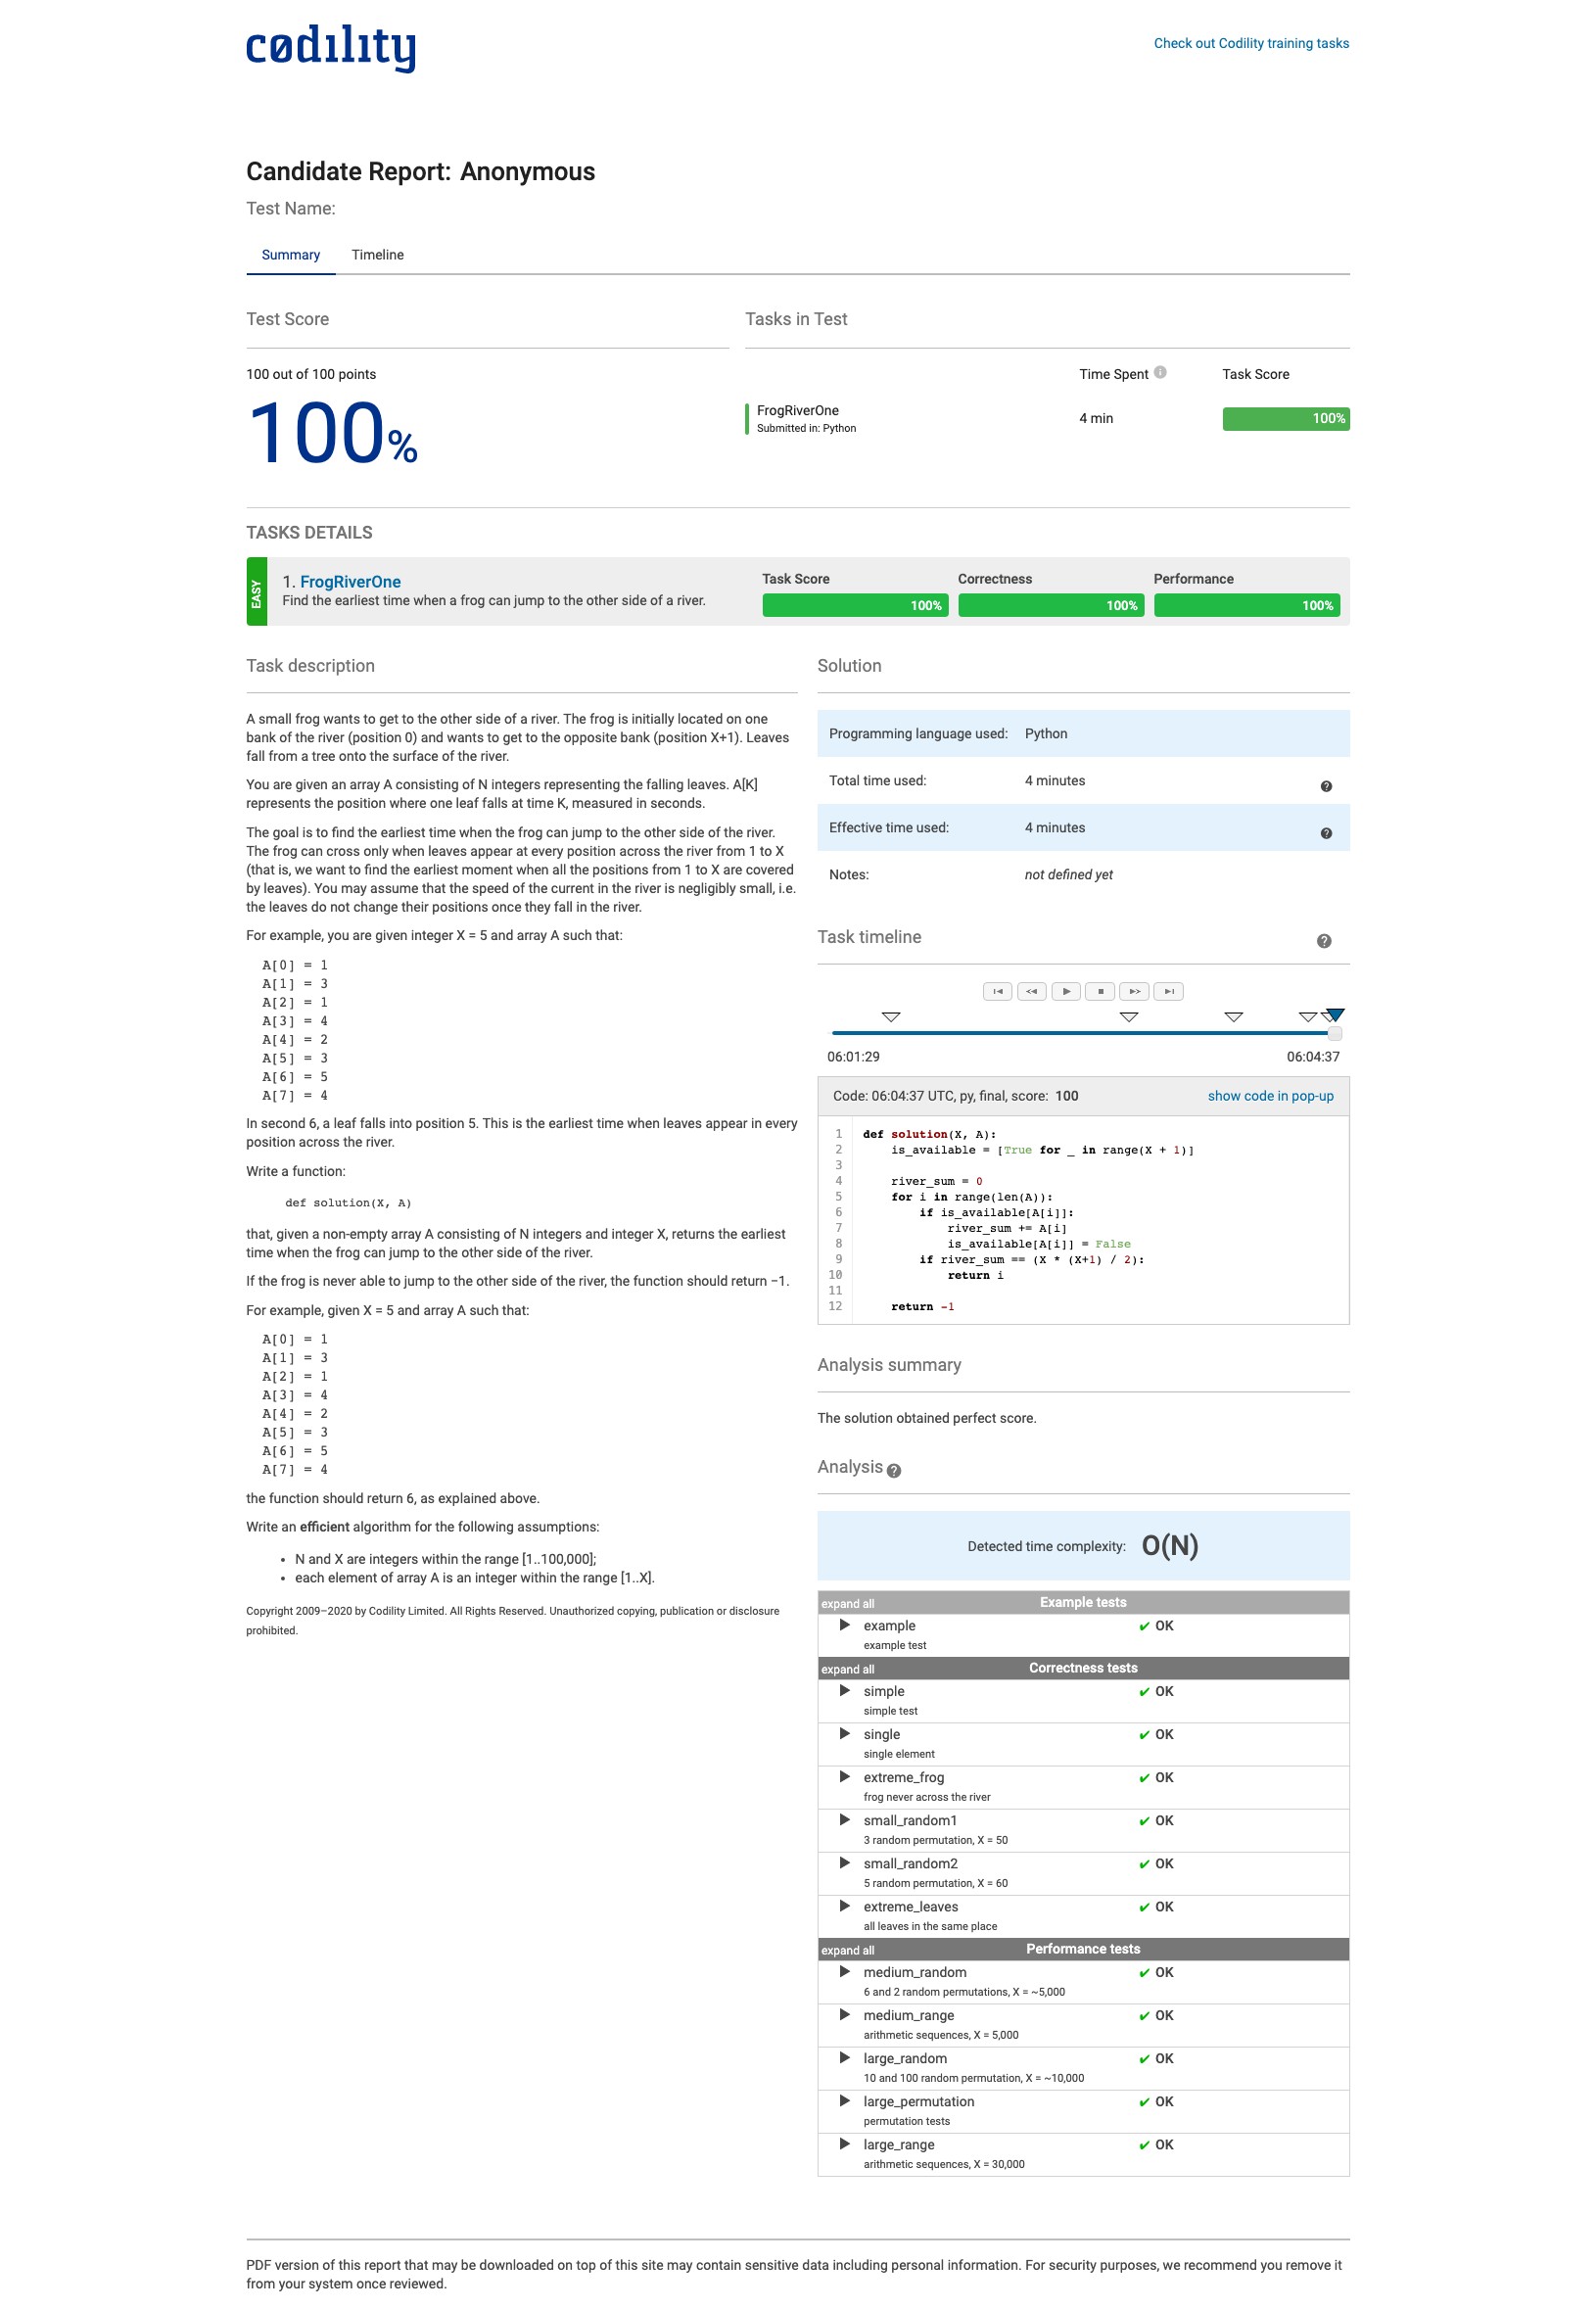 cødility
Check out Codility training tasks
Candidate Report: Anonymous
Test Name:
Summary Timeline
Test Score
100 out of 100 points
100%
Tasks in Test
Time Spent Task Score
FrogRiverOne
Submitted in: Python
4 min
100%
TASKS DETAILS
EASY
1. FrogRiverOne
Find the earliest time when a frog can jump to the other side of a river.
Task Score Correctness Performance
100% 100% 100%
Task description
A small frog wants to get to the other side of a river. The frog is initially located on one
bank of the river (position 0) and wants to get to the opposite bank (position X+1). Leaves
fall from a tree onto the surface of the river.
You are given an array A consisting of N integers representing the falling leaves. A[K]
represents the position where one leaf falls at time K, measured in seconds.
The goal is to find the earliest time when the frog can jump to the other side of the river.
The frog can cross only when leaves appear at every position across the river from 1 to X
(that is, we want to find the earliest moment when all the positions from 1 to X are covered
by leaves). You may assume that the speed of the current in the river is negligibly small, i.e.
the leaves do not change their positions once they fall in the river.
For example, you are given integer X = 5 and array A such that:
A[0] = 1
A[1] = 3
A[2] = 1
A[3] = 4
A[4] = 2
A[5] = 3
A[6] = 5
A[7] = 4
In second 6, a leaf falls into position 5. This is the earliest time when leaves appear in every
position across the river.
Write a function:
def solution(X, A)
that, given a non-empty array A consisting of N integers and integer X, returns the earliest
time when the frog can jump to the other side of the river.
If the frog is never able to jump to the other side of the river, the function should return −1.
For example, given X = 5 and array A such that:
A[0] = 1
A[1] = 3
A[2] = 1
A[3] = 4
A[4] = 2
A[5] = 3
A[6] = 5
A[7] = 4
the function should return 6, as explained above.
Write an efficient algorithm for the following assumptions:
• N and X are integers within the range [1..100,000];
• each element of array A is an integer within the range [1..X].
Copyright 2009–2020 by Codility Limited. All Rights Reserved. Unauthorized copying, publication or disclosure
prohibited.
Solution
Programming language used: Python
Total time used: 4 minutes
Effective time used: 4 minutes
Notes: not defined yet
Task timeline
06:01:29 06:04:37
Code: 06:04:37 UTC, py, final, score: 100 show code in pop-up
1 def solution(X, A):
2 is_available = [True for _ in range(X + 1)]
3
4 river_sum = 0
5 for i in range(len(A)):
6 if is_available[A[i]]:
7 river_sum += A[i]
8 is_available[A[i]] = False
9 if river_sum == (X * (X+1) / 2):
10 return i
11
12 return -1
Analysis summary
The solution obtained perfect score.
Analysis
Detected time complexity: O(N)
expand all Example tests
example ✔ OK
example test
expand all Correctness tests
simple ✔ OK
simple test
single ✔ OK
single element
extreme_frog ✔ OK
frog never across the river
small_random1 ✔ OK
3 random permutation, X = 50
small_random2 ✔ OK
5 random permutation, X = 60
extreme_leaves ✔ OK
all leaves in the same place
expand all Performance tests
medium_random ✔ OK
6 and 2 random permutations, X = ~5,000
medium_range ✔ OK
arithmetic sequences, X = 5,000
large_random ✔ OK
10 and 100 random permutation, X = ~10,000
large_permutation ✔ OK
permutation tests
large_range ✔ OK
arithmetic sequences, X = 30,000
PDF version of this report that may be downloaded on top of this site may contain sensitive data including personal information. For security purposes, we recommend you remove it
from your system once reviewed.